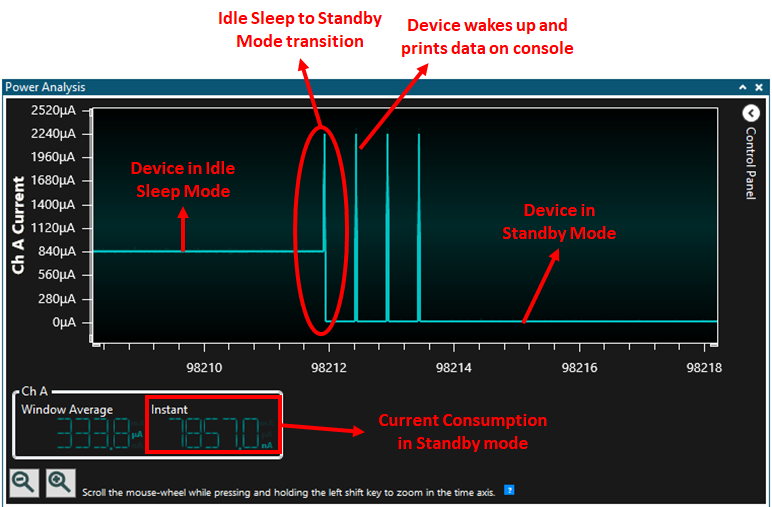 Idle Sleep to Standby
Mode transition
Device wakes up and
prints data on console
Power Analysis
2520µA
2240µA
1960µA
1680µA
1400µA
1120µA
840µA
560µA
280µA
0µA
Ch A Current
Device in Idle
Sleep Mode
Device in
Standby Mode
Control Panel
98210
98212
98214
98216
98218
Ch A
Window Average
333.8 µA
Instant
7857.0 nA
Current Consumption
in Standby mode
Scroll the mouse-wheel while pressing and holding the left shift key to zoom in the time axis.
?